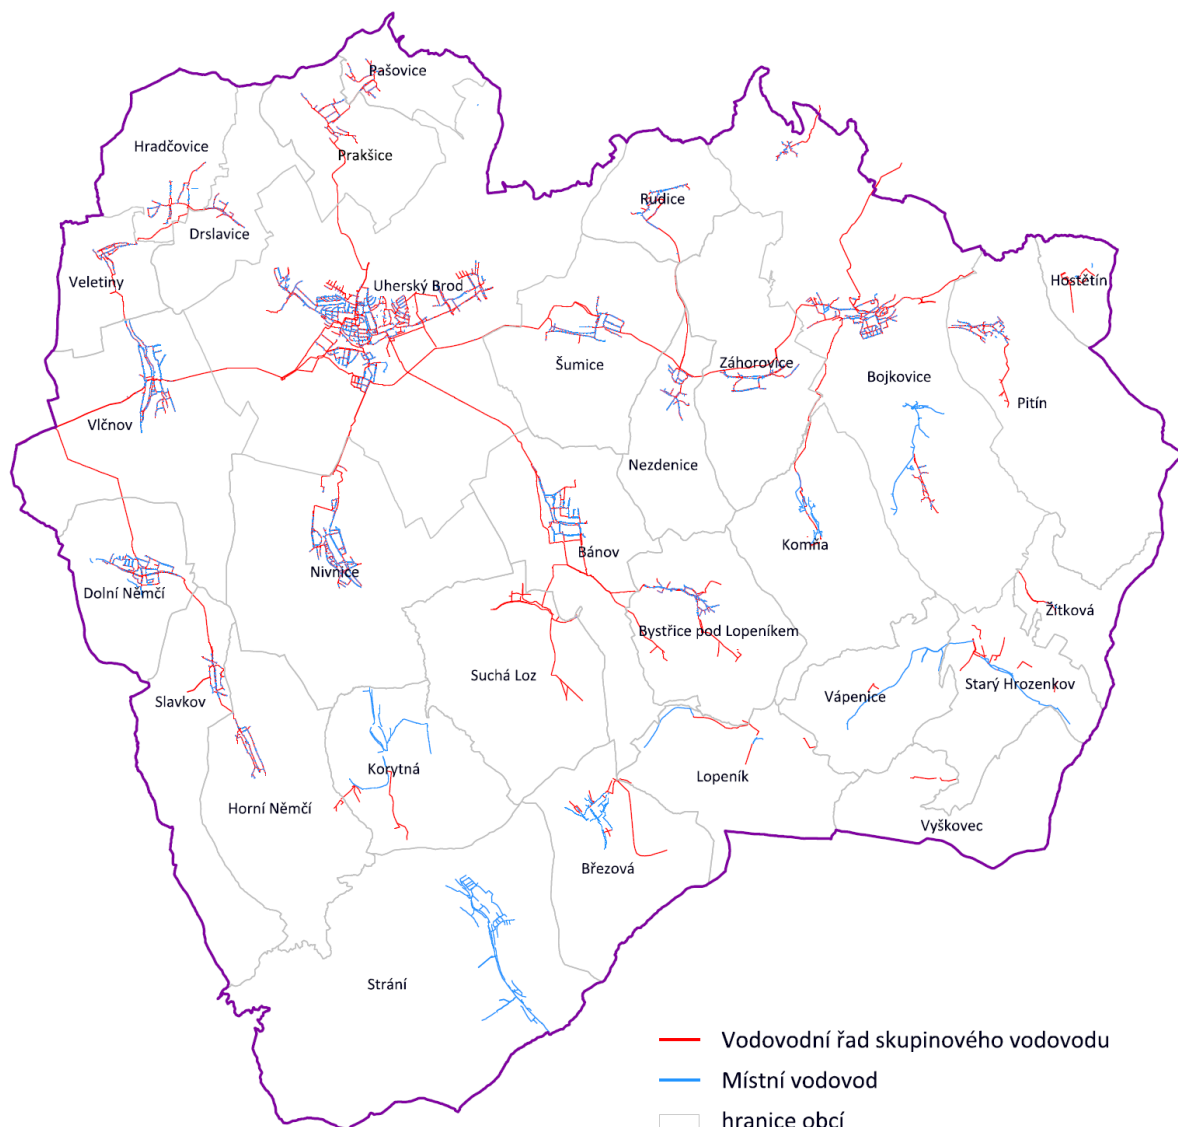 Pašovice
Hradčovice
Prakšice
Rudice
Drslavice
Veletiny
Uherský Brod
Hostětín
Šumice
Záhorovice
Bojkovice
Pitín
Vlčnov
Nezdenice
Komňa
Bánov
Nivnice
Dolní Němčí
Žítková
Bystřice pod Lopeníkem
Suchá Loz
Starý Hrozenkov
Vápenice
Slavkov
Korytná
Lopeník
Horní Němčí
Vyškovec
Březová
Strání
Vodovodní řad skupinového vodovodu
Místní vodovod
hranice obcí